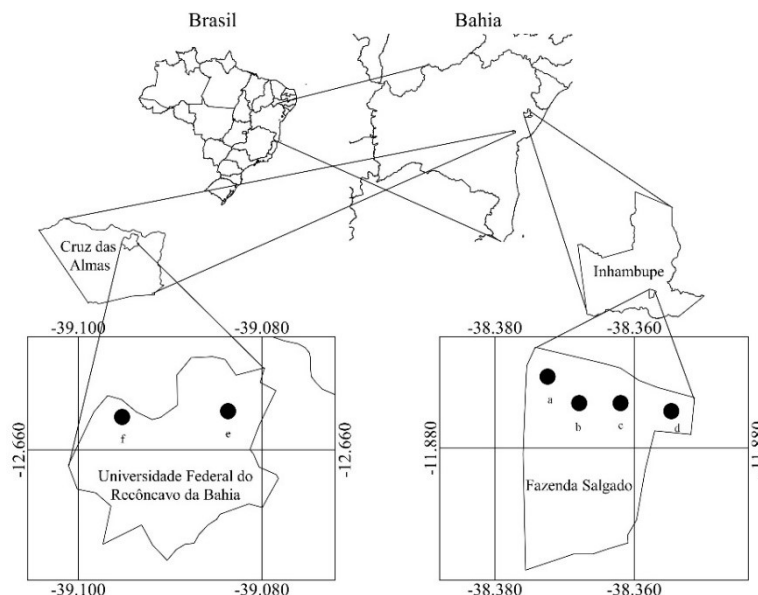 Brasil
Bahia
Cruz das
Almas
Inhambupe
-39.100
-39.080
-38.380
-38.360
a
b
c
d
e
f
-12.660
-12.660
-11.880
-11.880
Universidade Federal do
Recôncavo da Bahia
Fazenda Salgado
-39.100
-39.080
-38.380
-38.360